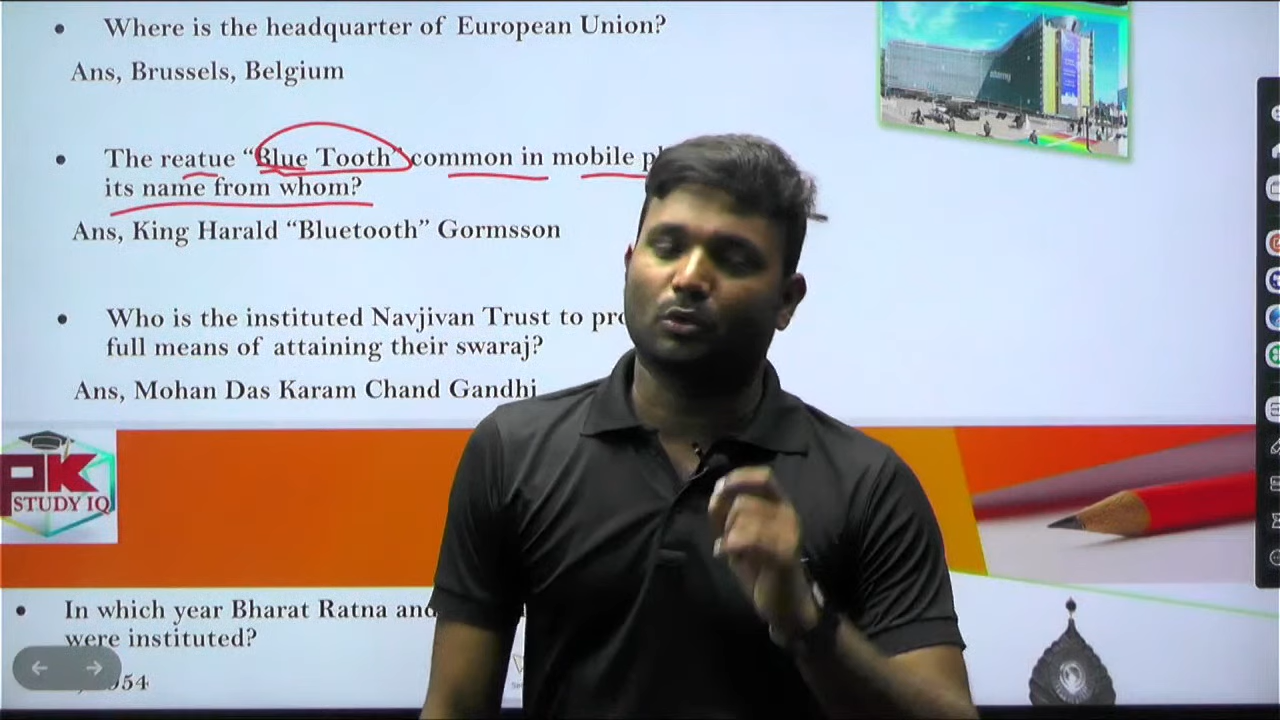 Where is the headquarter of European Union?
Ans, Brussels, Belgium
The reatue “Blue Tooth” common in mobile
its name from whom?
Ans, King Harald “Bluetooth” Gormsson
Who is the instituted Navjivan Trust to
full means of attaining their swaraj?
Ans, Mohan Das Karam Chand Gandhi
PK
STUDY IQ
In which year Bharat Ratna and
were instituted?